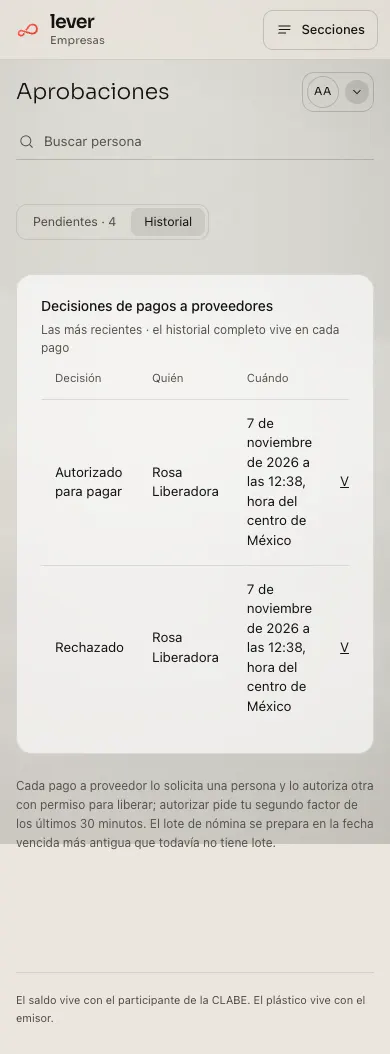 lever
Empresas
Secciones
Aprobaciones
AA
Buscar persona
Pendientes · 4
Historial
Decisiones de pagos a proveedores
Las más recientes · el historial completo vive en cada
pago
Decisión Quién Cuándo
Autorizado
para pagar
Rosa
Liberadora
7 de
noviembre
de 2026 a
las 12:38,
hora del
centro de
México
V
Rechazado
Rosa
Liberadora
7 de
noviembre
de 2026 a
las 12:38,
hora del
centro de
México
V
Cada pago a proveedor lo solicita una persona y lo autoriza otra
con permiso para liberar; autorizar pide tu segundo factor de
los últimos 30 minutos. El lote de nómina se prepara en la fecha
vencida más antigua que todavía no tiene lote.
El saldo vive con el participante de la CLABE. El plástico vive con el
emisor.